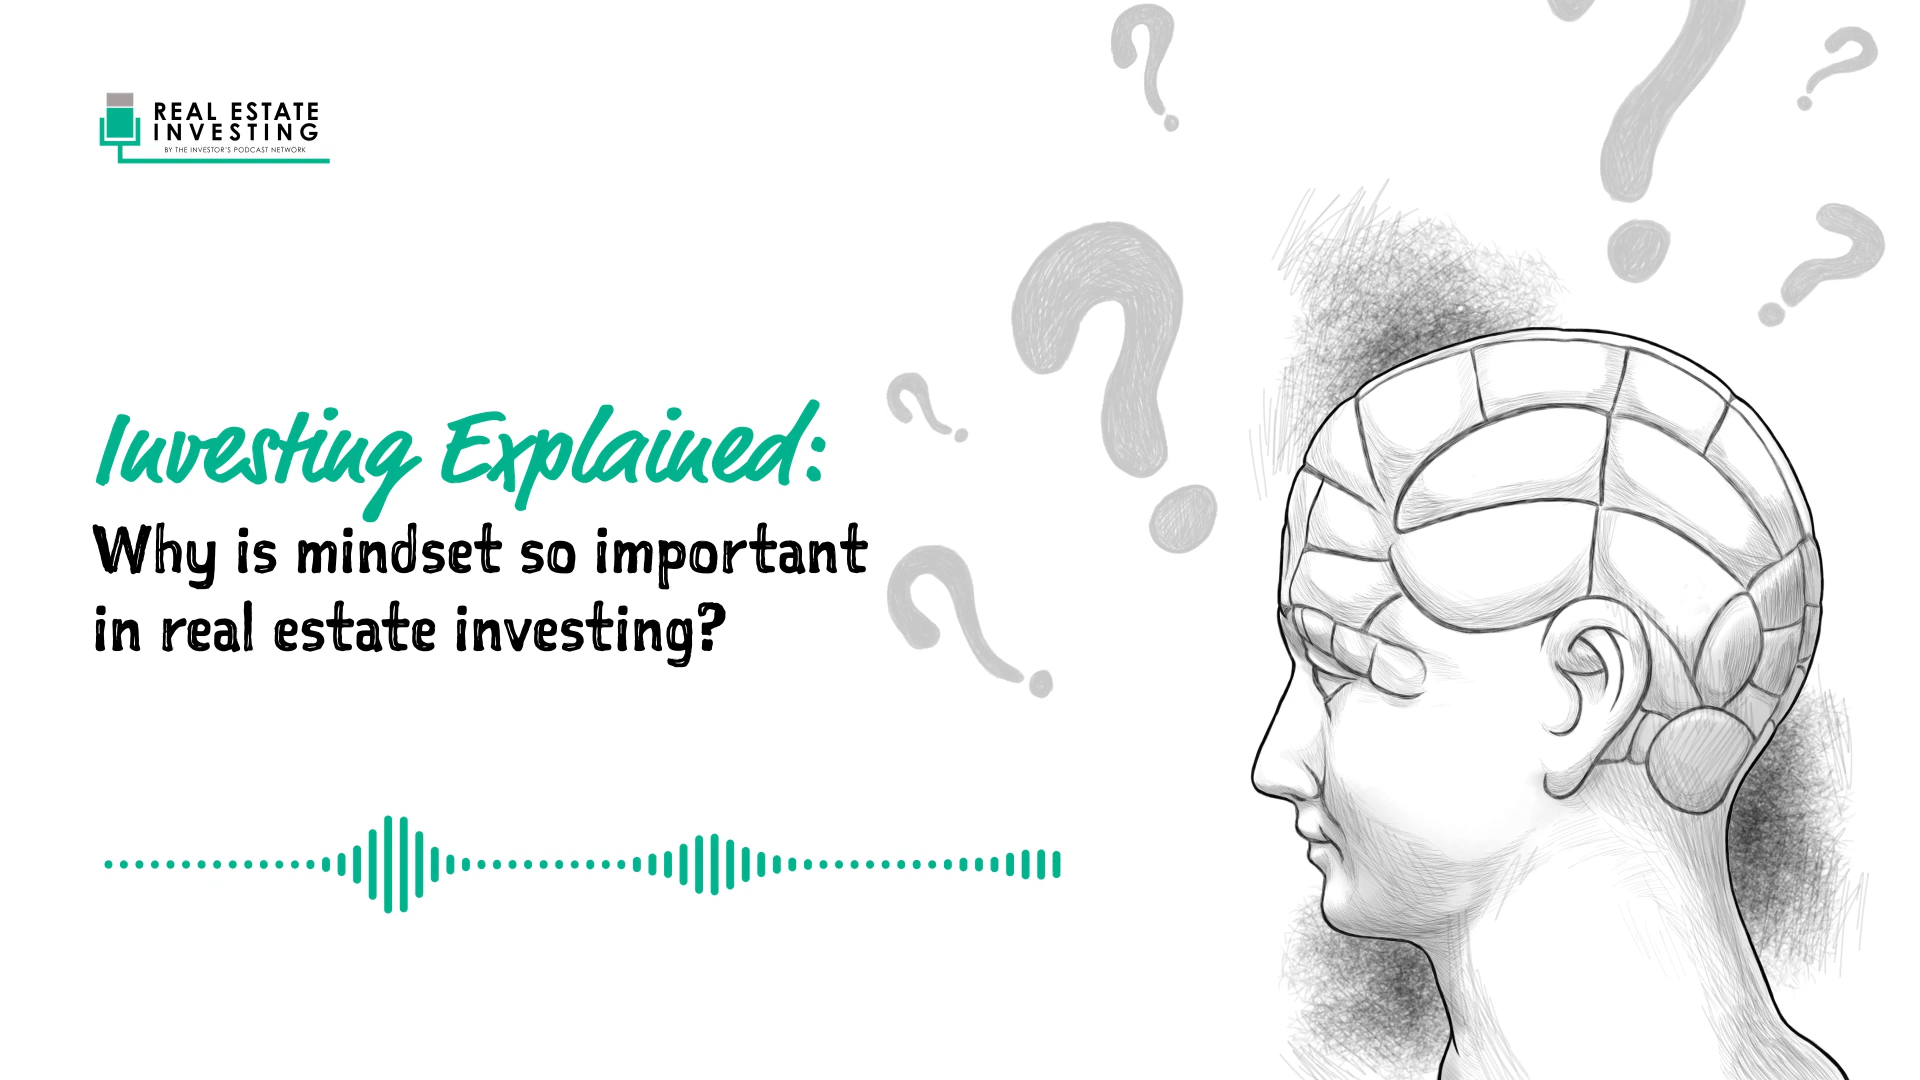 REAL ESTATE
INVESTING
BY THE INVESTOR'S PODCAST NETWORK
Investing Explained:
Why is mindset so important
in real estate investing?